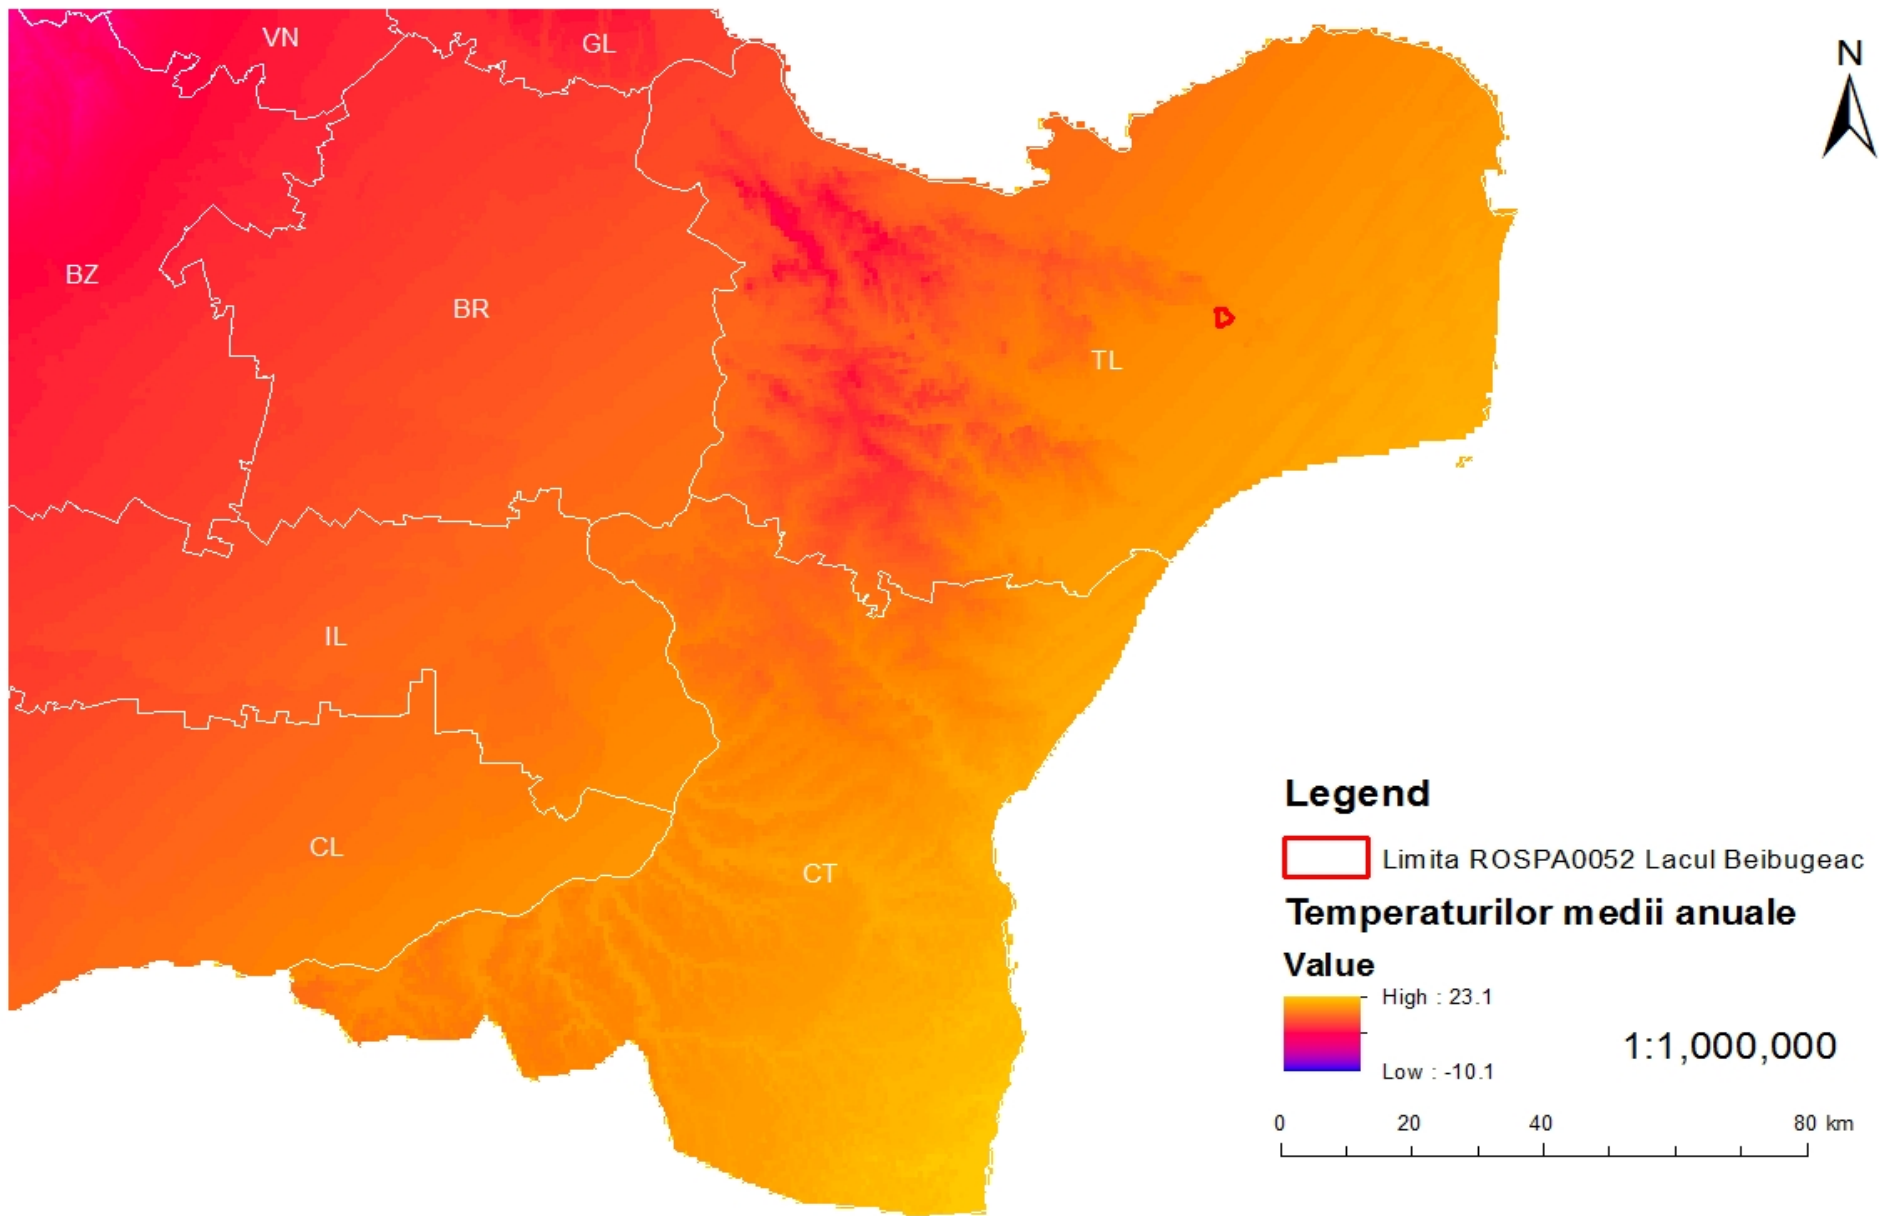 VN
GL
N
BZ
BR
TL
IL
CL
CT
Legend
Limita ROSPA0052 Lacul Beibugeac
Temperaturilor medii anuale
Value
High : 23.1
Low : -10.1
1:1,000,000
0 20 40 80 km